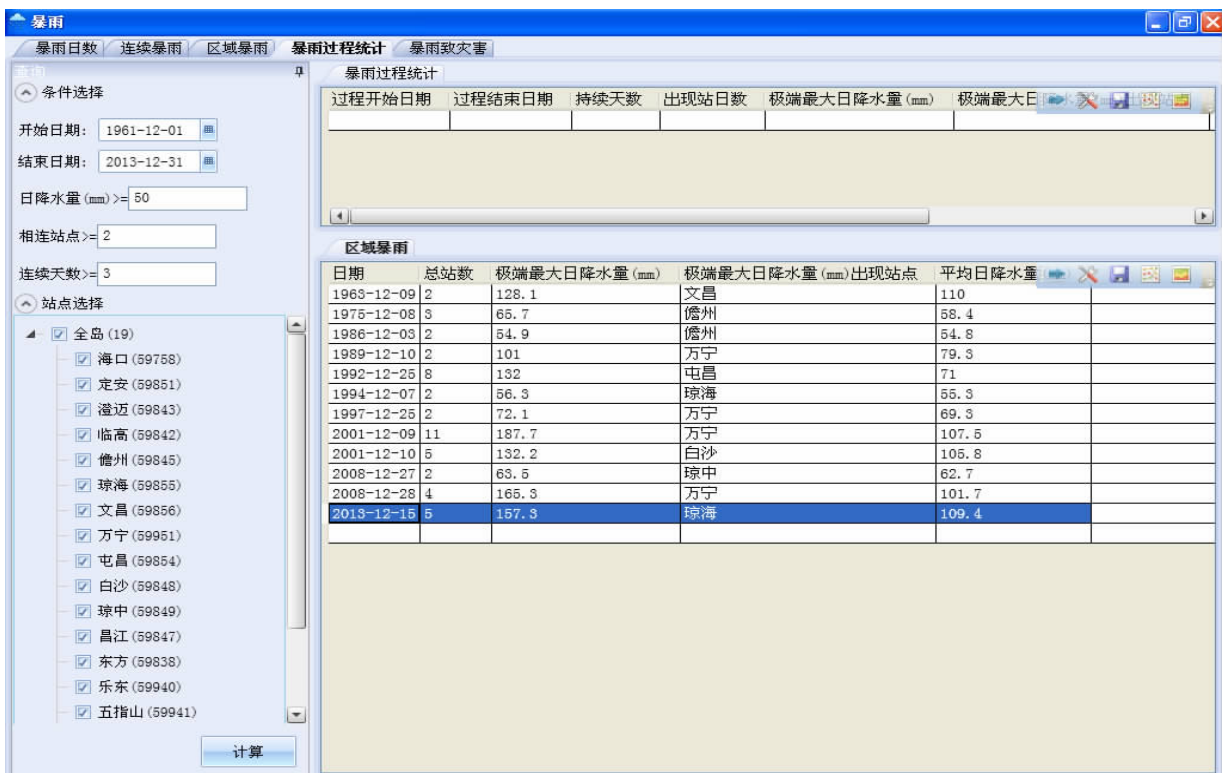 暴雨
暴雨日数 连续暴雨 区域暴雨 暴雨过程统计 暴雨致灾害
查询
条件选择
开始日期: 1961-12-01
结束日期: 2013-12-31
日降水量(mm)>= 50
相连站点>= 2
连续天数>= 3
站点选择
全岛(19)
海口(59758)
定安(59851)
澄迈(59843)
临高(59842)
儋州(59845)
琼海(59855)
文昌(59856)
万宁(59951)
屯昌(59854)
白沙(59848)
琼中(59849)
昌江(59847)
东方(59838)
乐东(59940)
五指山(59941)
计算
暴雨过程统计
过程开始日期 过程结束日期 持续天数 出现站日数 极端最大日降水量(mm) 极端最大日
区域暴雨
日期 总站数 极端最大日降水量(mm) 极端最大日降水量(mm)出现站点 平均日降水量
1963-12-09 2 128.1 文昌 110
1975-12-08 3 65.7 儋州 58.4
1986-12-03 2 54.9 儋州 54.8
1989-12-10 2 101 万宁 79.3
1992-12-25 8 132 屯昌 71
1994-12-07 2 56.3 琼海 55.3
1997-12-25 2 72.1 万宁 69.3
2001-12-09 11 187.7 万宁 107.5
2001-12-10 5 132.2 白沙 105.8
2008-12-27 2 63.5 琼中 62.7
2008-12-28 4 165.3 万宁 101.7
2013-12-15 5 157.3 琼海 109.4